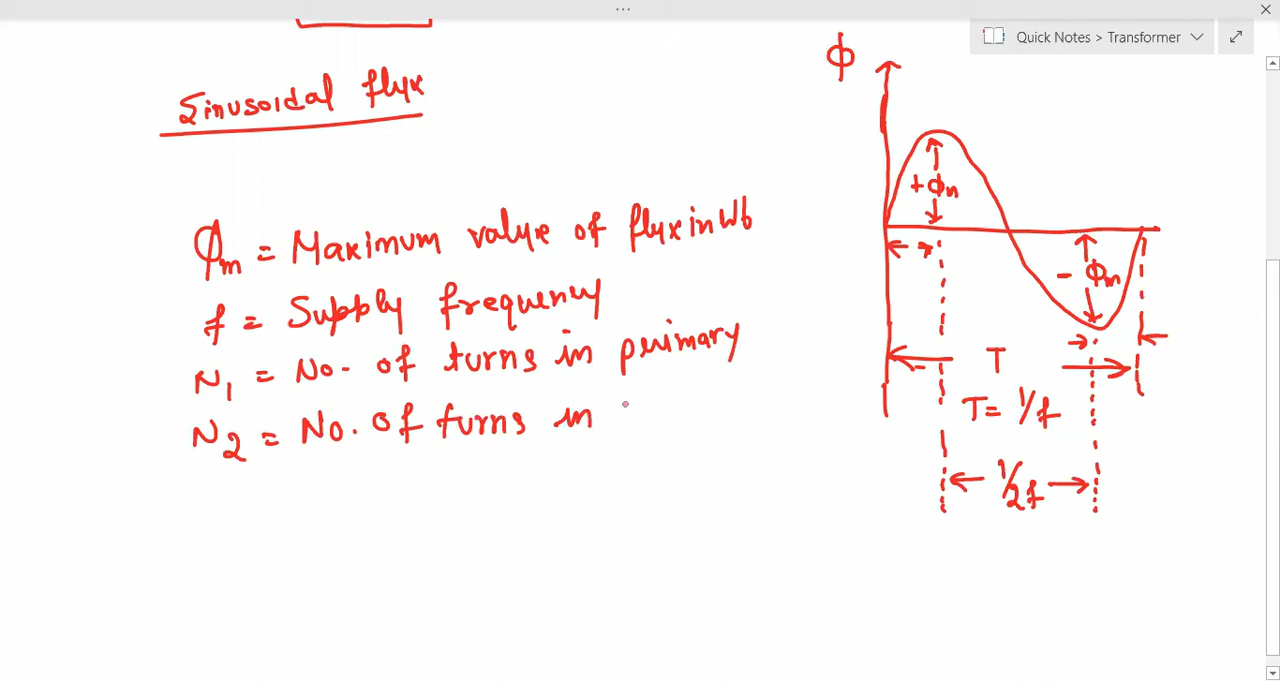 Quick Notes > Transformer
Sinusoidal flux
ϕm = Maximum value of flux in Wb
f = Supply frequency
N1 = No. of turns in primary
N2 = No. of turns in
ϕ
+ϕm
-ϕm
T
T = 1/f
1/2f